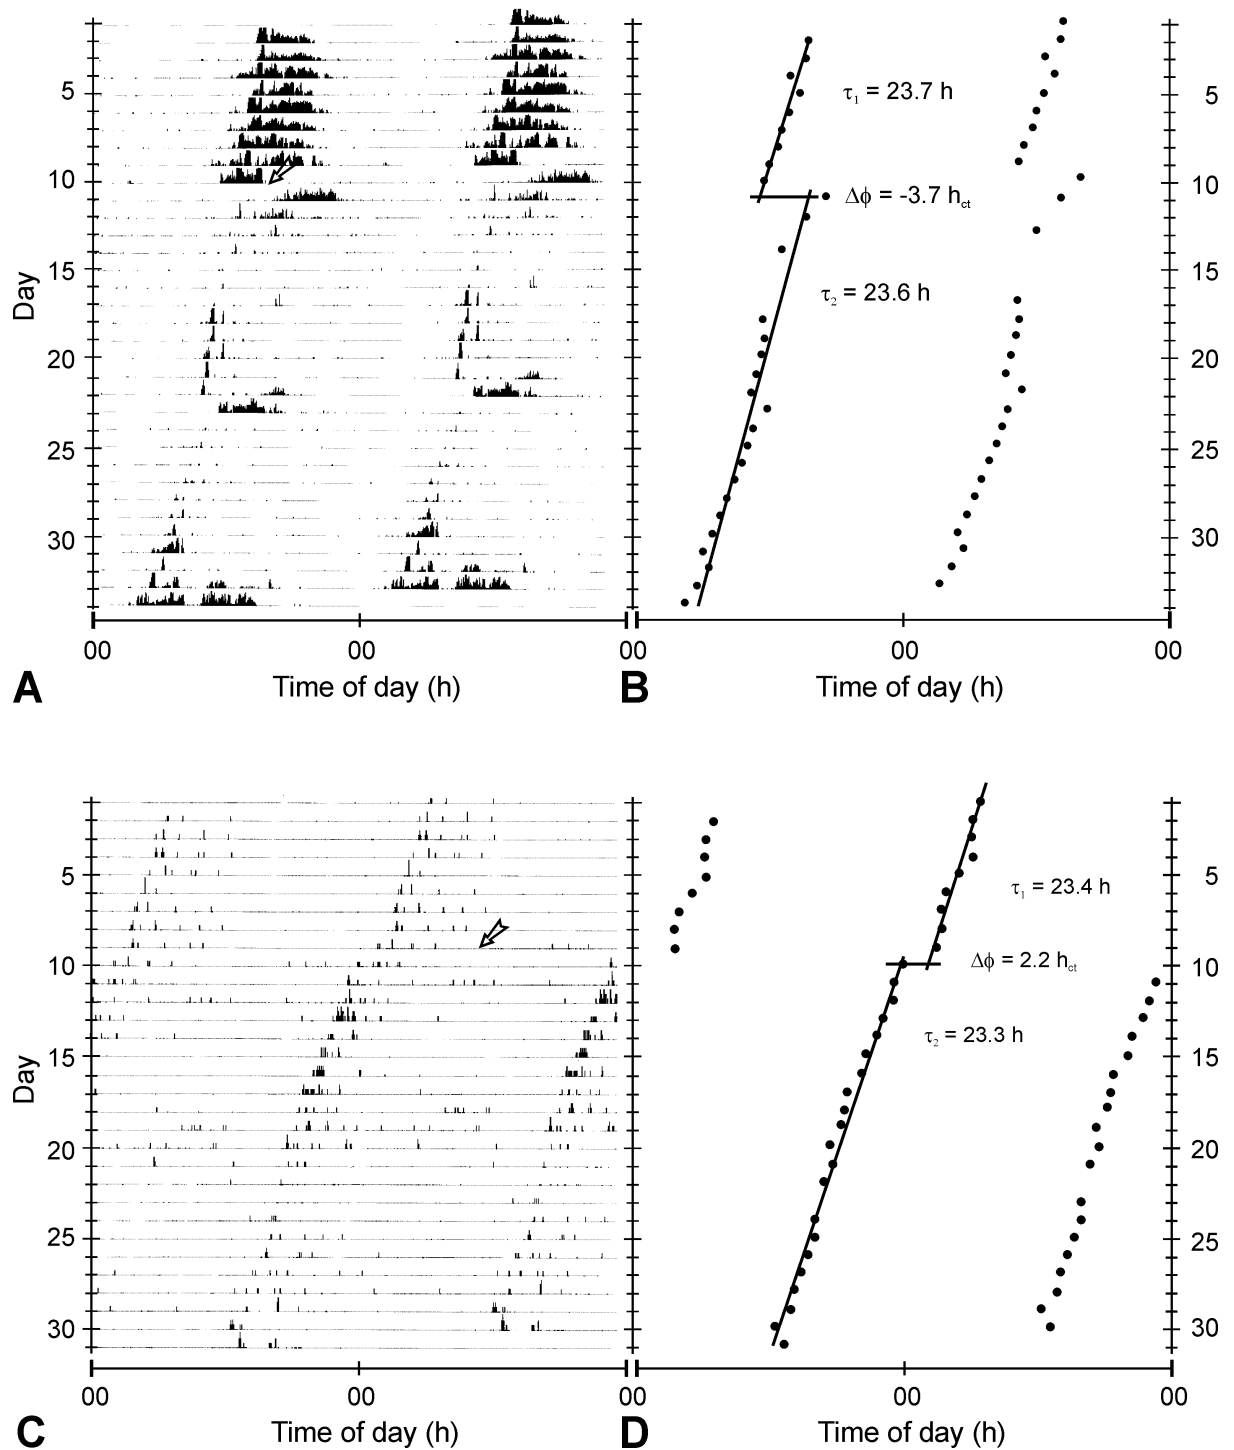 5
10
15
20
25
30
Day
00
00
00
Time of day (h)
A
τ₁ = 23.7 h
Δϕ = -3.7 hct
τ₂ = 23.6 h
5
10
15
20
25
30
00
00
Time of day (h)
B
5
10
15
20
25
30
Day
00
00
00
Time of day (h)
C
τ₁ = 23.4 h
Δϕ = 2.2 hct
τ₂ = 23.3 h
5
10
15
20
25
30
00
00
Time of day (h)
D